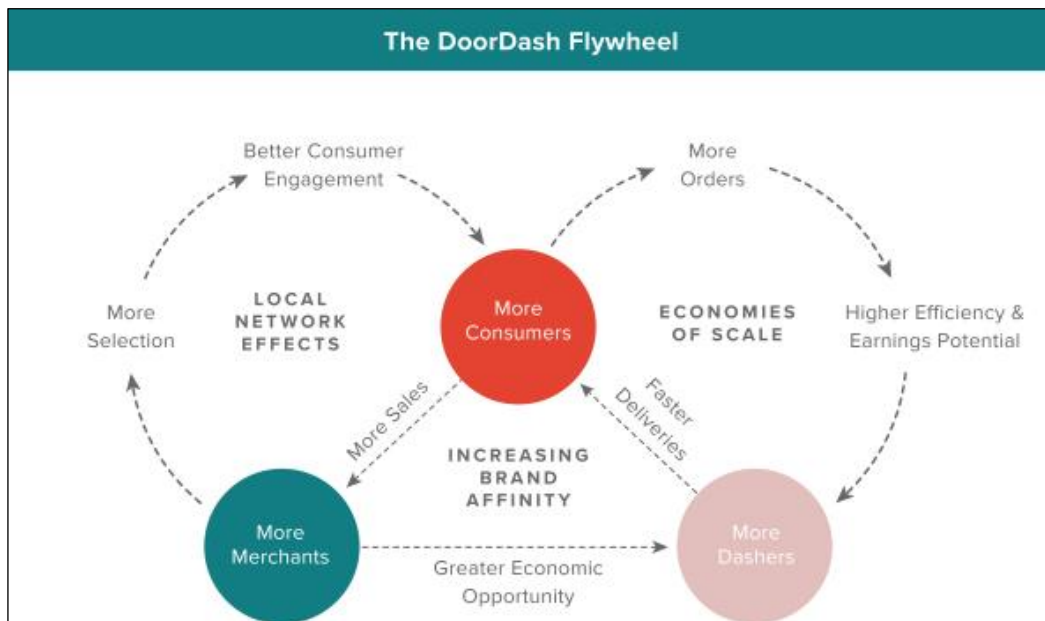 The DoorDash Flywheel
Better Consumer
Engagement
More
Orders
More
Selection
LOCAL
NETWORK
EFFECTS
More
Consumers
ECONOMIES
OF SCALE
Higher Efficiency &
Earnings Potential
More Sales
Faster
Deliveries
INCREASING
BRAND
AFFINITY
More
Merchants
Greater Economic
Opportunity
More
Dashers